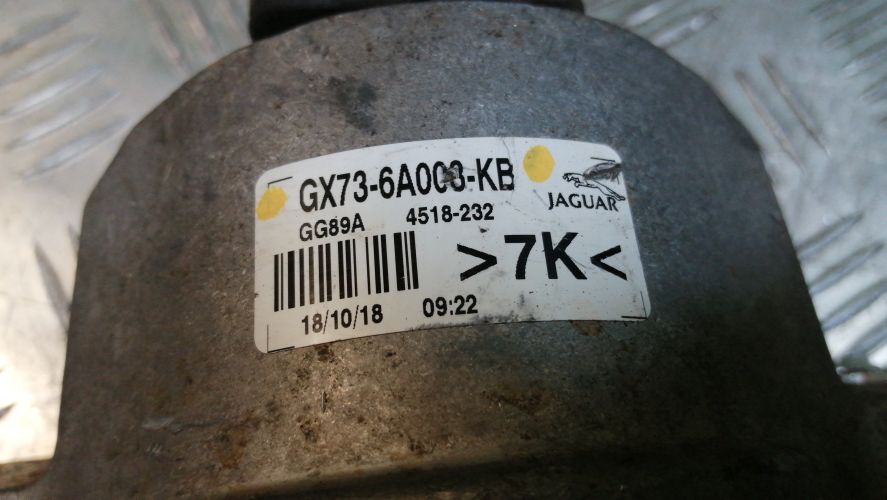 GX73-6A003-KB
GG89A 4518-232
JAGUAR
>7K<
18/10/18 09:22